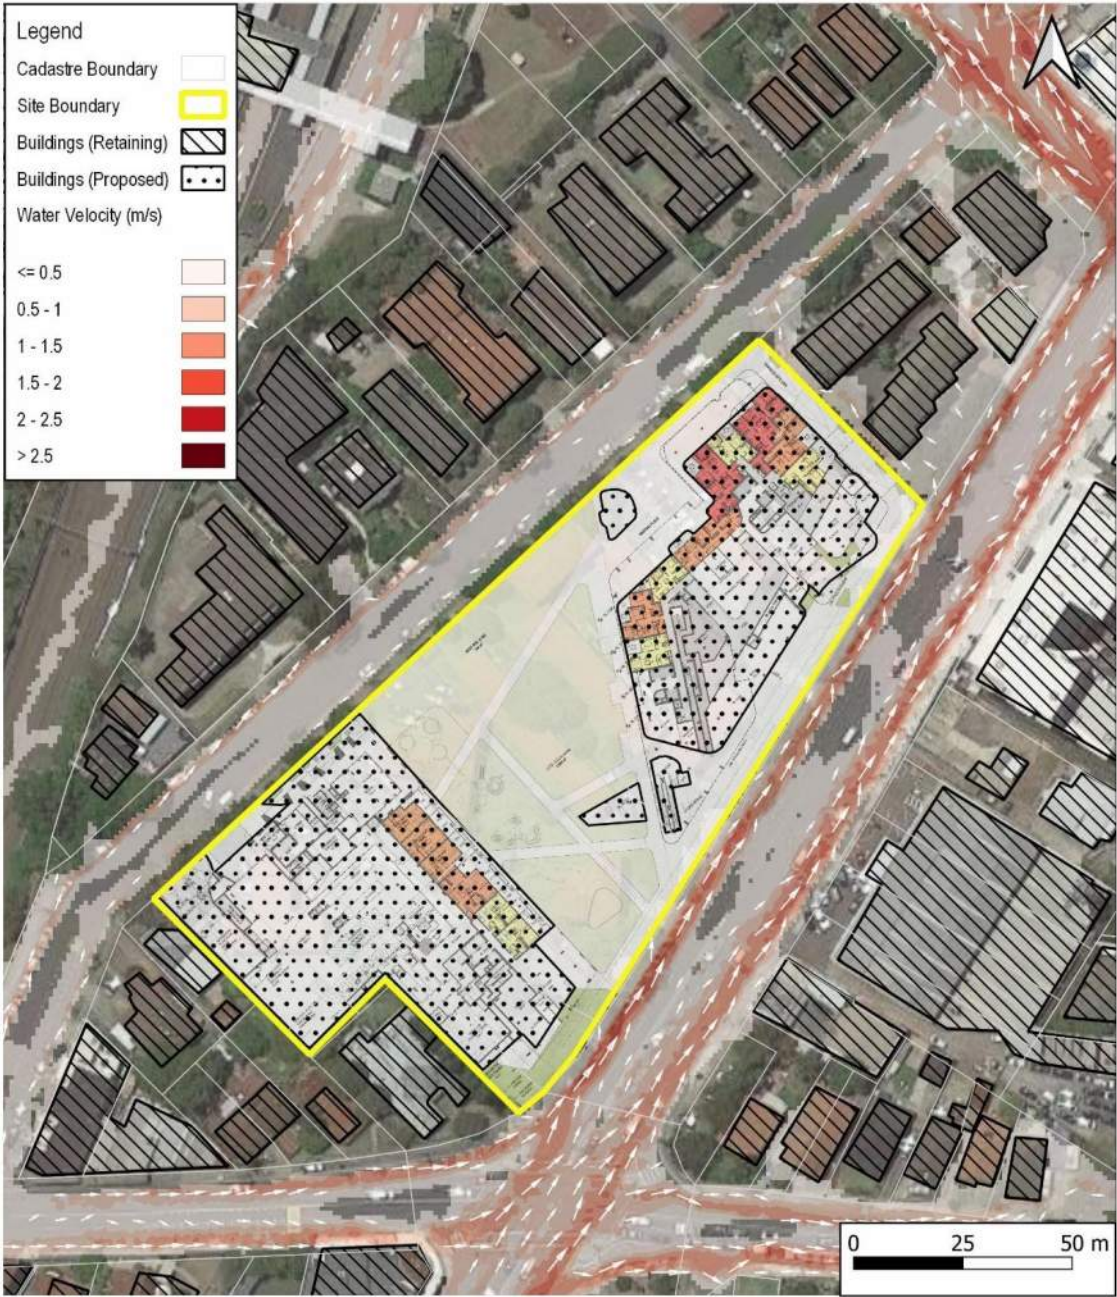 Legend
Cadastre Boundary
Site Boundary
Buildings (Retaining)
Buildings (Proposed)
Water Velocity (m/s)
<= 0.5
0.5 - 1
1 - 1.5
1.5 - 2
2 - 2.5
> 2.5
0 25 50 m